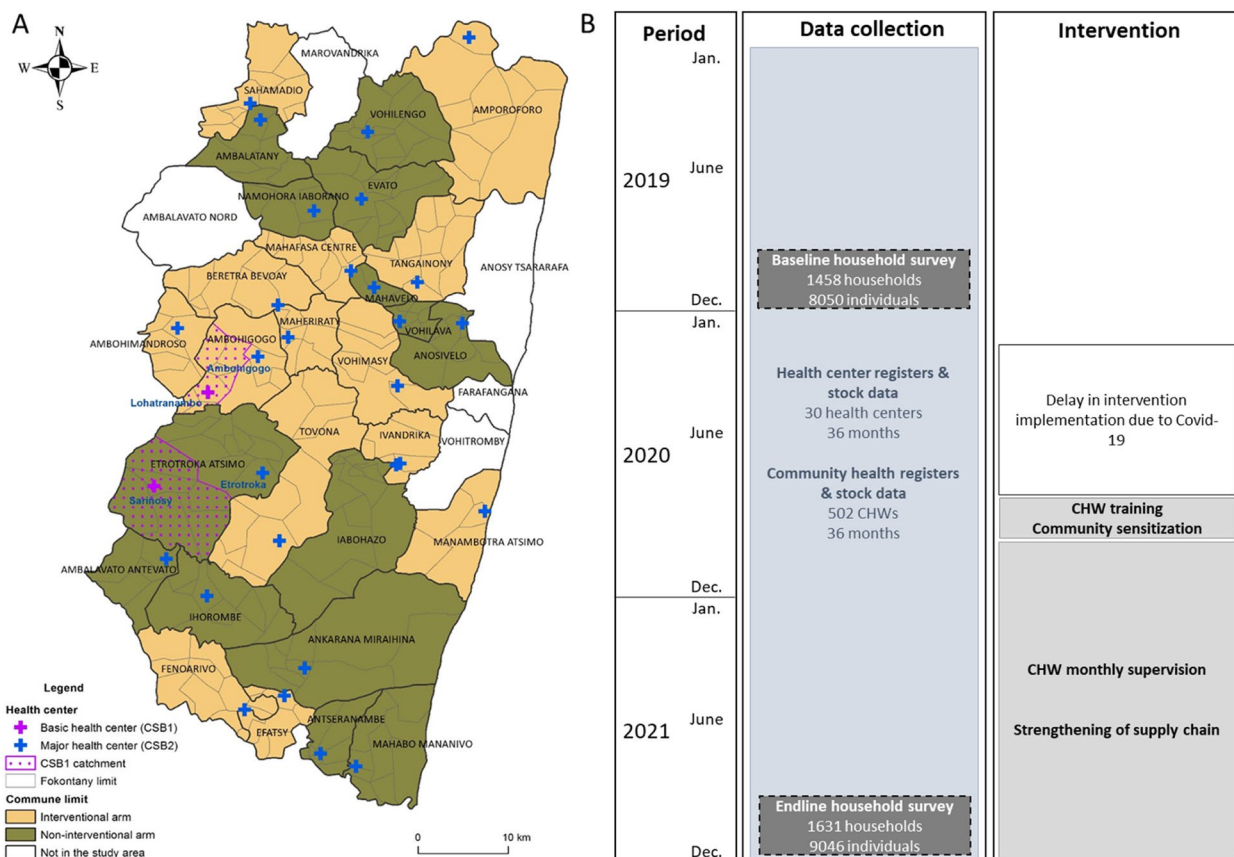 A
N
W
E
S
MAROVANDRIKA
SAHAMADIO
AMPOROFORO
VOHILENGO
AMBALATANY
EVATO
NAMOHORA IABORANO
AMBALAVATO NORD
MAHAFASA CENTRE
TANGAINONY
ANOSY TSARARAFA
BERETRA BEVOAY
MAHAVELO
MAHERIRATY
VOHILAVA
AMBOHIGOGO
AMBOHIMANDROSO
VOHIMASY
ANOSIVELO
Ambohigogo
FARAFANGANA
Lohatranambo
TOVONA
IVANDRIKA
VOHITROMBY
ETROTROKA ATSIMO
Etrotroka
Sarinosy
IABOHAZO
MANAMBOTRA ATSIMO
AMBALAVATO ANTEVATO
IHOROMBE
ANKARANA MIRAIHINA
FENOARIVO
ANTSERANAMBE
EFATSY
MAHABO MANANIVO
Legend
Health center
Basic health center (CSB1)
Major health center (CSB2)
CSB1 catchment
Fokontany limit
Commune limit
Interventional arm
Non-interventional arm
Not in the study area
0 10 km
B
Period
Jan.
June
2019
Dec.
Jan.
June
2020
Dec.
Jan.
June
2021
Dec.
Data collection
Baseline household survey
1458 households
8050 individuals
Health center registers &
stock data
30 health centers
36 months
Community health registers
& stock data
502 CHWs
36 months
Endline household survey
1631 households
9046 individuals
Intervention
Delay in intervention
implementation due to Covid-
19
CHW training
Community sensitization
CHW monthly supervision
Strengthening of supply chain